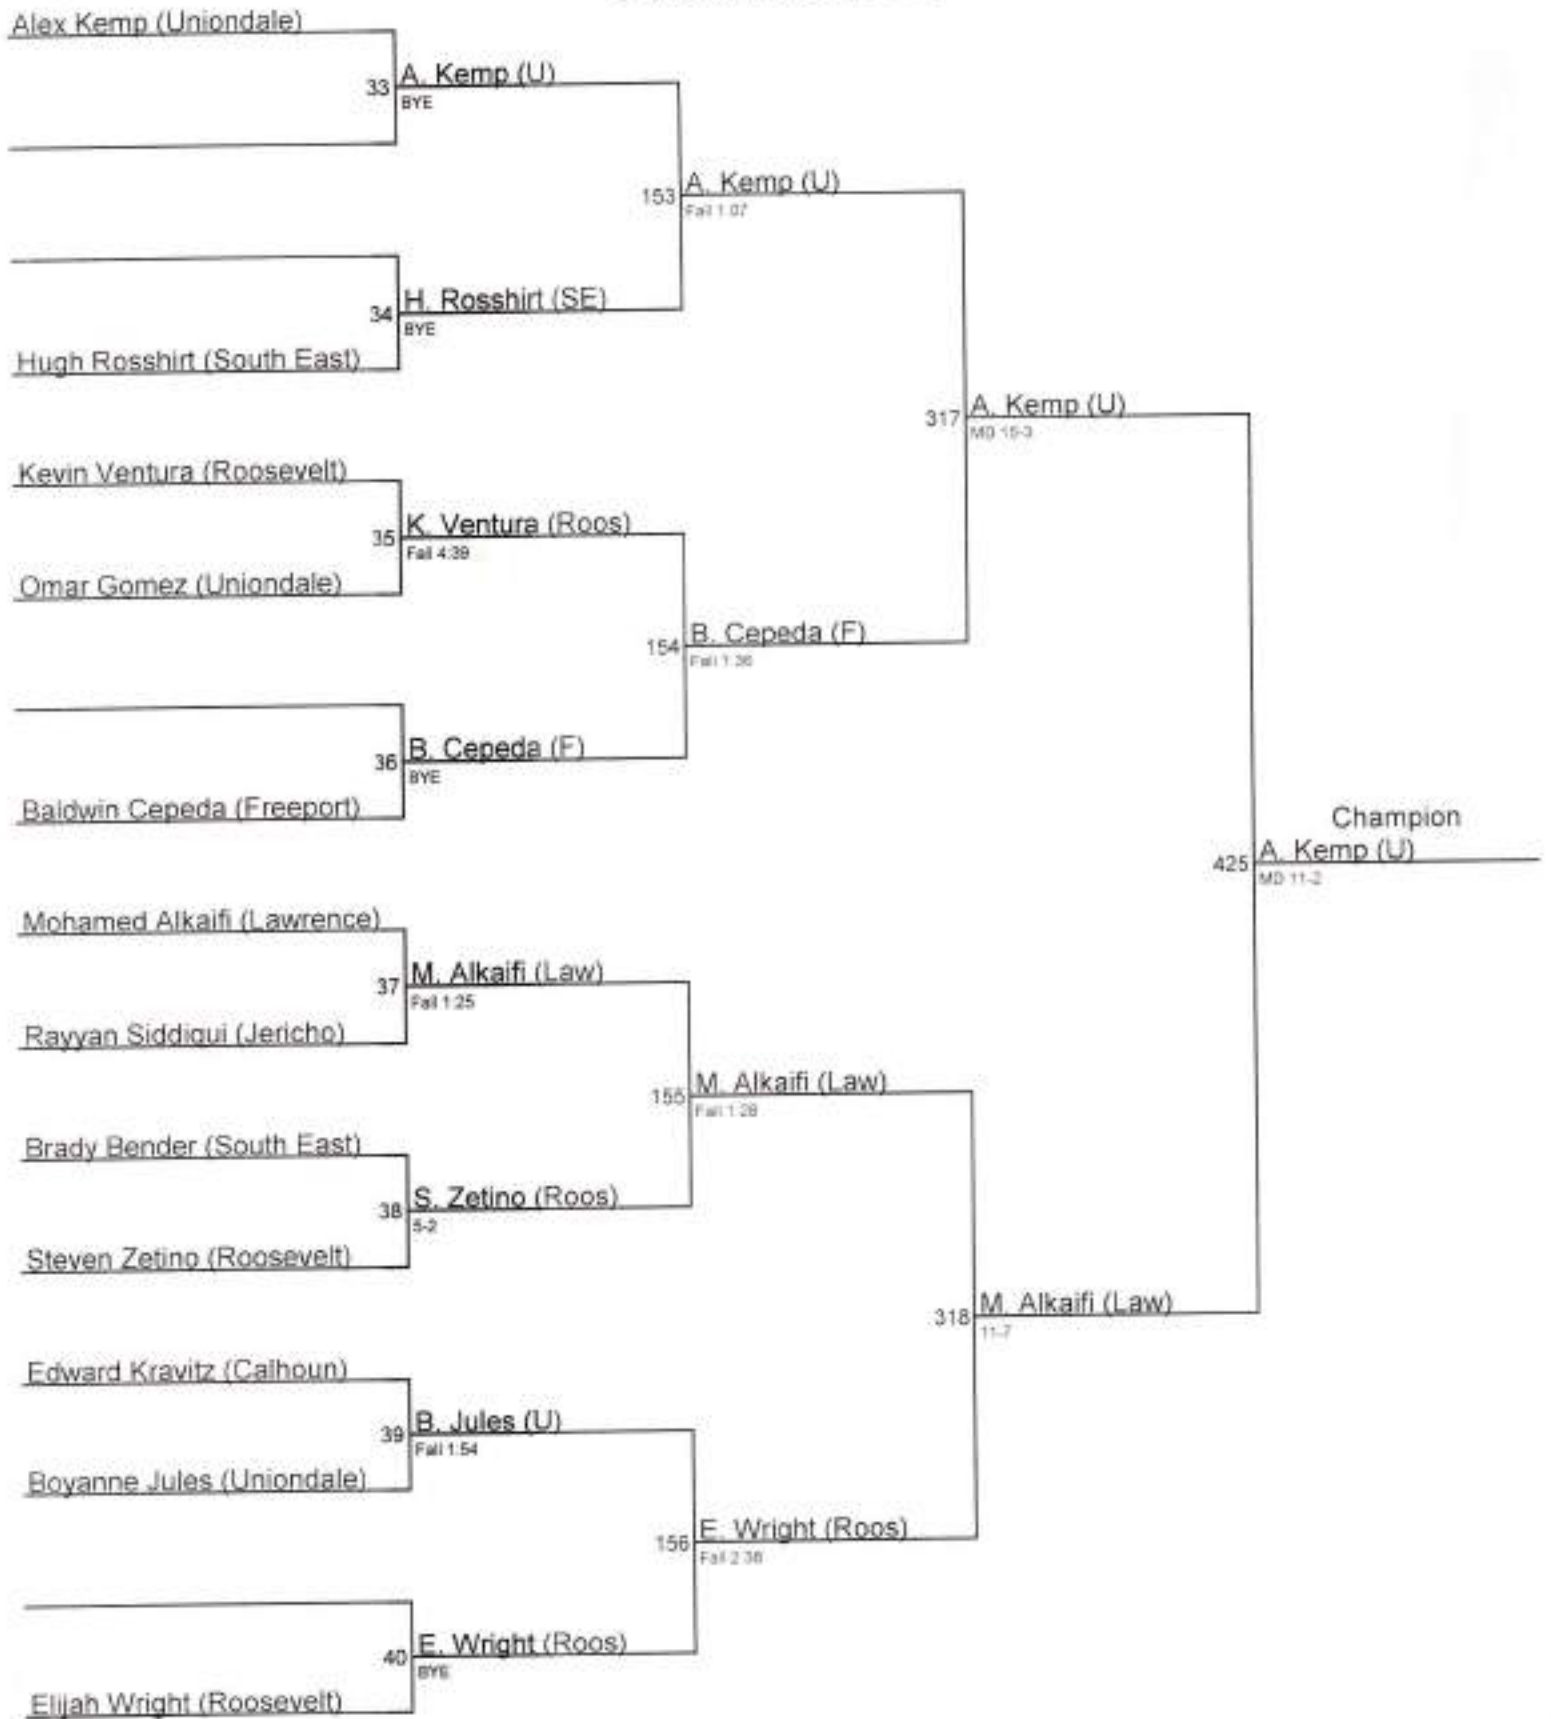 Alex Kemp (Uniondale)
33
A. Kemp (U)
BYE
153
A. Kemp (U)
Fall 1:07
34
H. Rosshirt (SE)
BYE
Hugh Rosshirt (South East)
317
A. Kemp (U)
MD 15-3
Kevin Ventura (Roosevelt)
35
K. Ventura (Roos)
Fall 4:39
Omar Gomez (Uniondale)
154
B. Cepeda (F)
Fall 1:36
36
B. Cepeda (F)
BYE
Baldwin Cepeda (Freeport)
Champion
425
A. Kemp (U)
MD 11-2
Mohamed Alkaifi (Lawrence)
37
M. Alkaifi (Law)
Fall 1:25
Rayyan Siddiqui (Jericho)
155
M. Alkaifi (Law)
Fall 1:28
Brady Bender (South East)
38
S. Zetino (Roos)
5-2
Steven Zetino (Roosevelt)
318
M. Alkaifi (Law)
11-7
Edward Kravitz (Calhoun)
39
B. Jules (U)
Fall 1:54
Boyanne Jules (Uniondale)
156
E. Wright (Roos)
Fall 2:38
40
E. Wright (Roos)
BYE
Elijah Wright (Roosevelt)